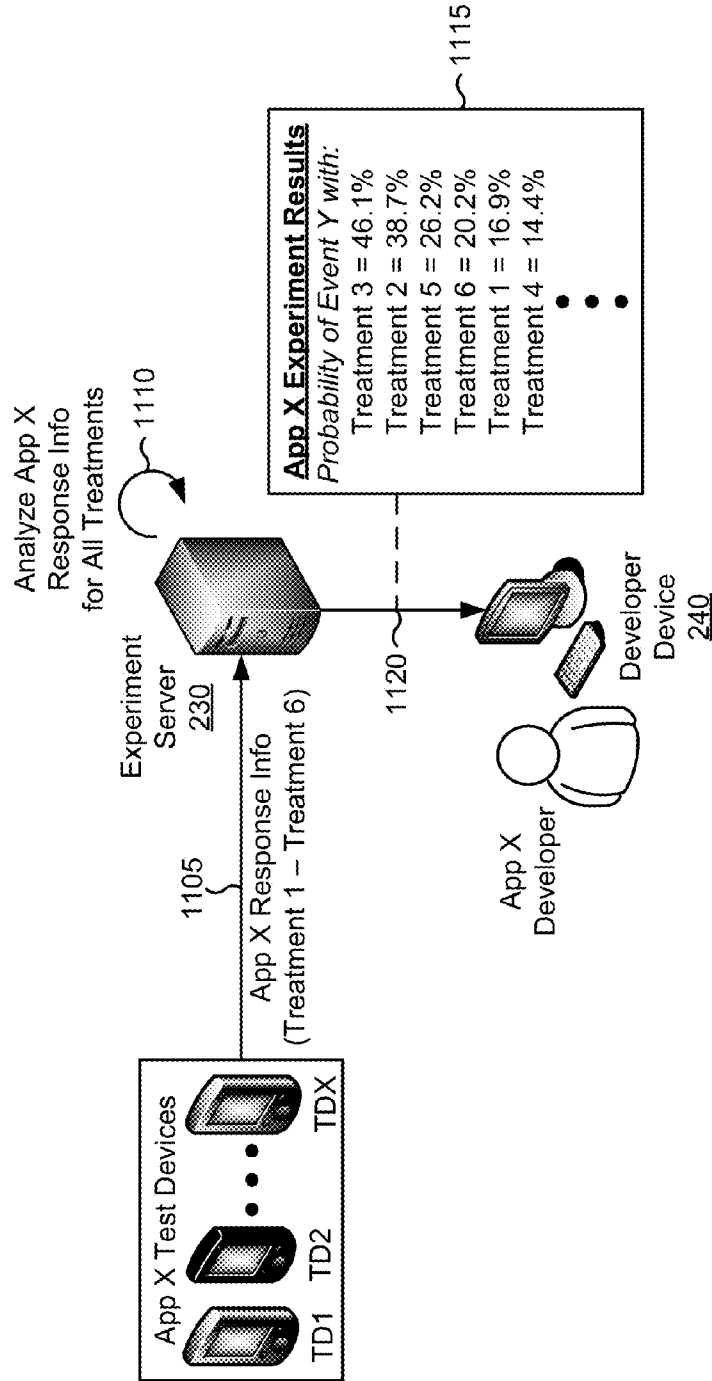 App X Test Devices
TD1
TD2
TDX
1105
App X Response Info
(Treatment 1 – Treatment 6)
Experiment
Server
230
Analyze App X
Response Info
for All Treatments
1110
1120
App X
Developer
Developer
Device
240
App X Experiment Results
Probability of Event Y with:
Treatment 3 = 46.1%
Treatment 2 = 38.7%
Treatment 5 = 26.2%
Treatment 6 = 20.2%
Treatment 1 = 16.9%
Treatment 4 = 14.4%
1115